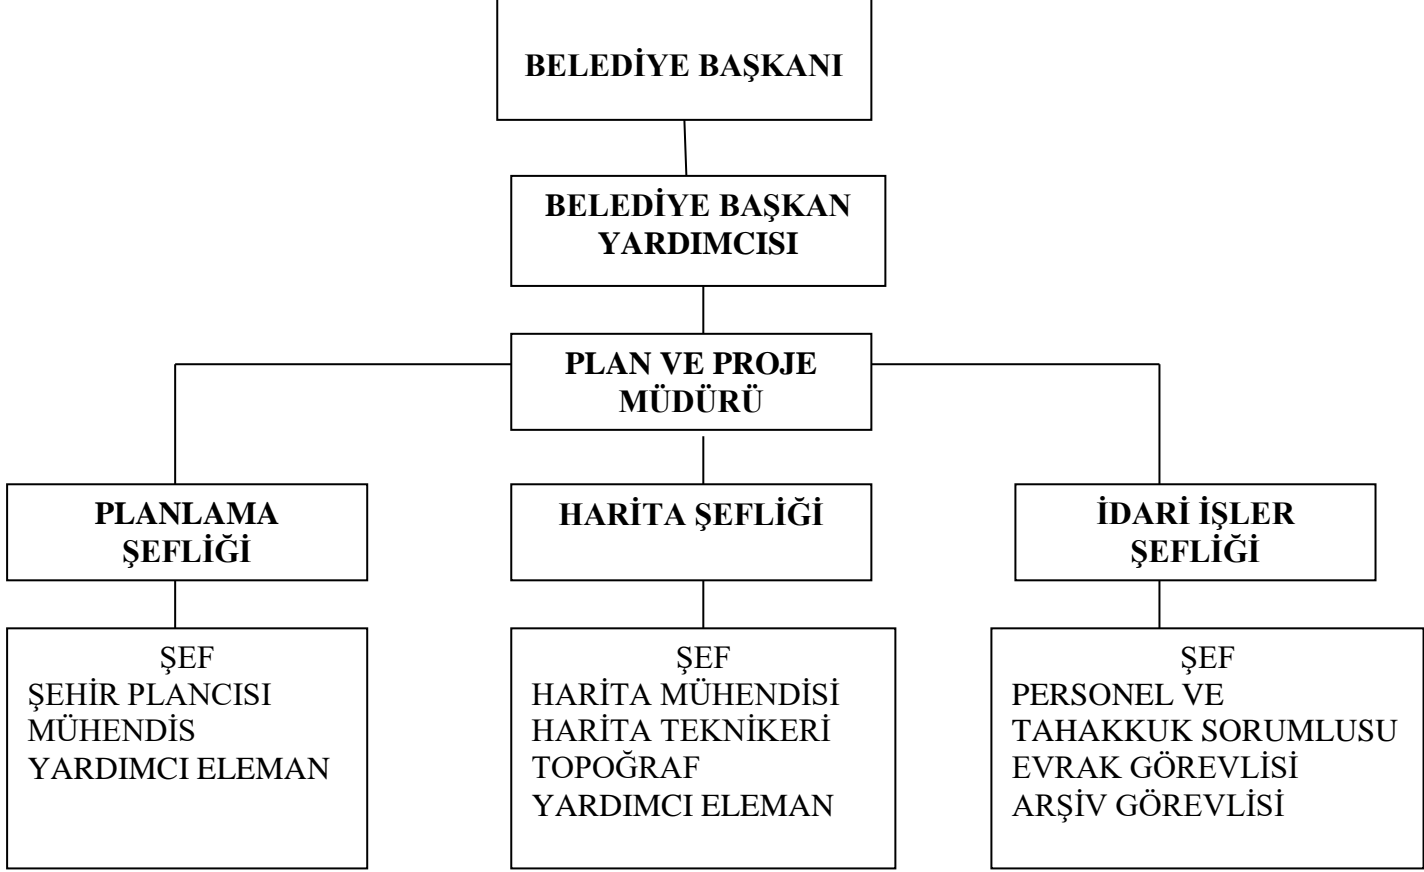 BELEDİYE BAŞKANI
BELEDİYE BAŞKAN
YARDIMCISI
PLAN VE PROJE
MÜDÜRÜ
PLANLAMA
ŞEFLİĞİ
HARİTA ŞEFLİĞİ
İDARİ İŞLER
ŞEFLİĞİ
ŞEF
ŞEHİR PLANCISI
MÜHENDİS
YARDIMCI ELEMAN
ŞEF
HARİTA MÜHENDİSİ
HARİTA TEKNİKERİ
TOPOĞRAF
YARDIMCI ELEMAN
ŞEF
PERSONEL VE
TAHAKKUK SORUMLUSU
EVRAK GÖREVLİSİ
ARŞİV GÖREVLİSİ